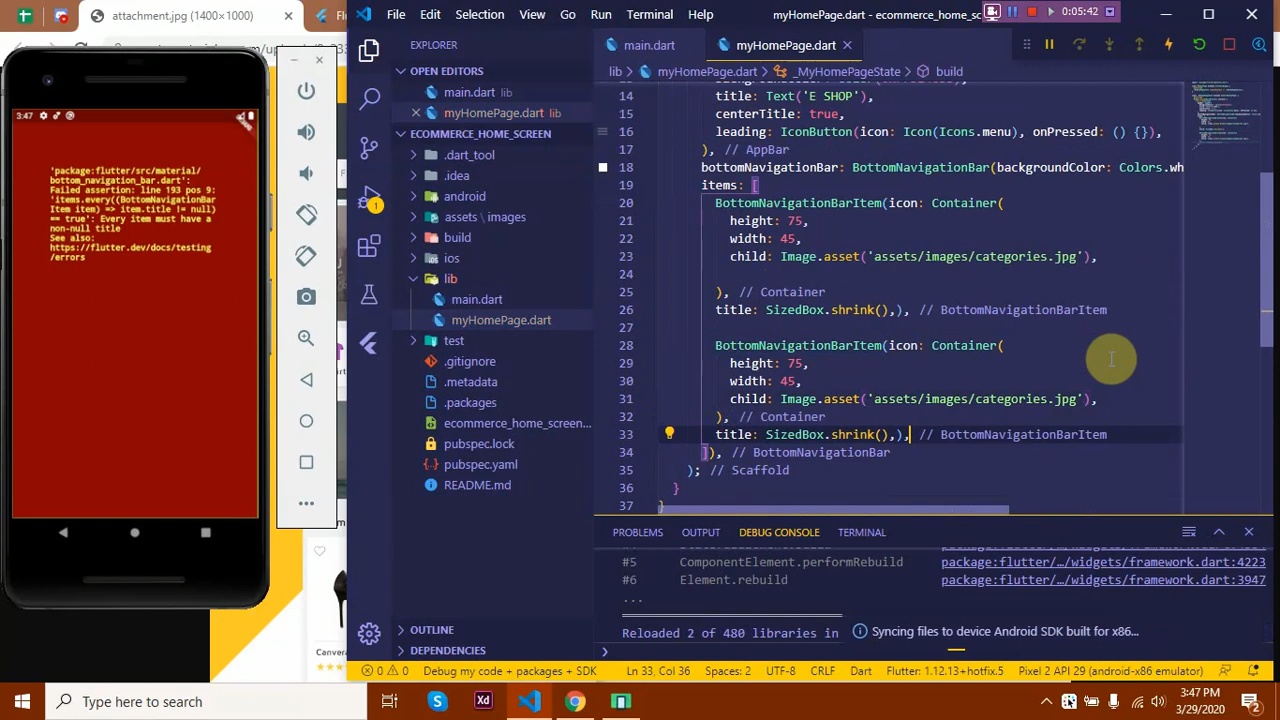 attachment.jpg (1400×1000)
3:47
'package:flutter/src/material/
bottom_navigation_bar.dart':
Failed assertion: line 193 pos 9:
'items.every((BottomNavigationBar
Item item) => item.title != null)
== true': Every item must have a
non-null title
See also:
https://flutter.dev/docs/testing
/errors
Canvera
File Edit Selection View Go Run Terminal Help
myHomePage.dart - ecommerce_home_sc
00:05:42
EXPLORER
OPEN EDITORS
main.dart lib
myHomePage.dart lib
ECOMMERCE_HOME_SCREEN
.dart_tool
.idea
android
assets \ images
build
ios
lib
main.dart
myHomePage.dart
test
.gitignore
.metadata
.packages
ecommerce_home_screen...
pubspec.lock
pubspec.yaml
README.md
OUTLINE
DEPENDENCIES
main.dart
myHomePage.dart
lib > myHomePage.dart > _MyHomePageState > build
14 title: Text('E SHOP'),
15 centerTitle: true,
16 leading: IconButton(icon: Icon(Icons.menu), onPressed: () {}),
17 ), // AppBar
18 bottomNavigationBar: BottomNavigationBar(backgroundColor: Colors.wh
19 items: [
20 BottomNavigationBarItem(icon: Container(
21 height: 75,
22 width: 45,
23 child: Image.asset('assets/images/categories.jpg'),
24
25 ), // Container
26 title: SizedBox.shrink(),), // BottomNavigationBarItem
27
28 BottomNavigationBarItem(icon: Container(
29 height: 75,
30 width: 45,
31 child: Image.asset('assets/images/categories.jpg'),
32 ), // Container
33 title: SizedBox.shrink(),), // BottomNavigationBarItem
34 ]), // BottomNavigationBar
35 ); // Scaffold
36 }
37 }
PROBLEMS OUTPUT DEBUG CONSOLE TERMINAL
#5 ComponentElement.performRebuild package:flutter/…/widgets/framework.dart:4223
#6 Element.rebuild package:flutter/…/widgets/framework.dart:3947
...
Reloaded 2 of 480 libraries in
Syncing files to device Android SDK built for x86...
0 0 Debug my code + packages + SDK Ln 33, Col 36 Spaces: 2 UTF-8 CRLF Dart Flutter: 1.12.13+hotfix.5 Pixel 2 API 29 (android-x86 emulator)
Type here to search
3:47 PM
3/29/2020
2